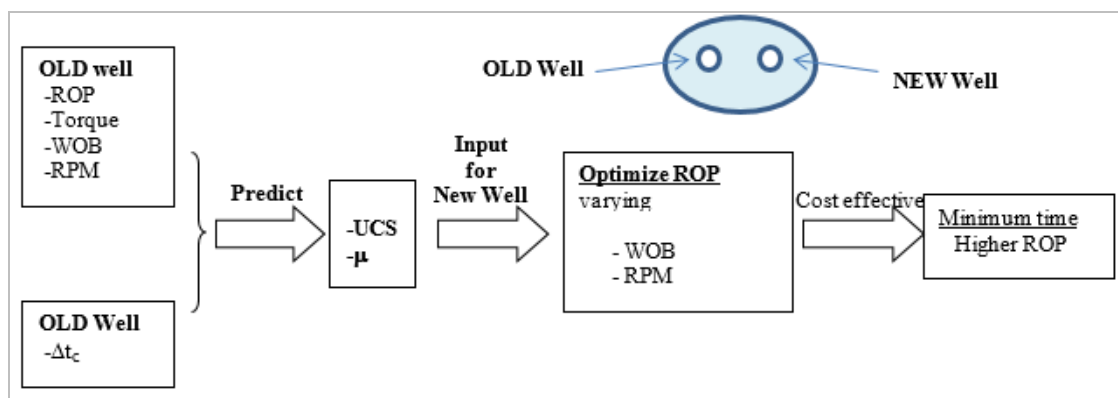 OLD well
-ROP
-Torque
-WOB
-RPM
OLD Well
-Δtc
Predict
-UCS
-μ
Input
for
New Well
OLD Well
NEW Well
Optimize ROP
varying
- WOB
- RPM
Cost effective
Minimum time
Higher ROP